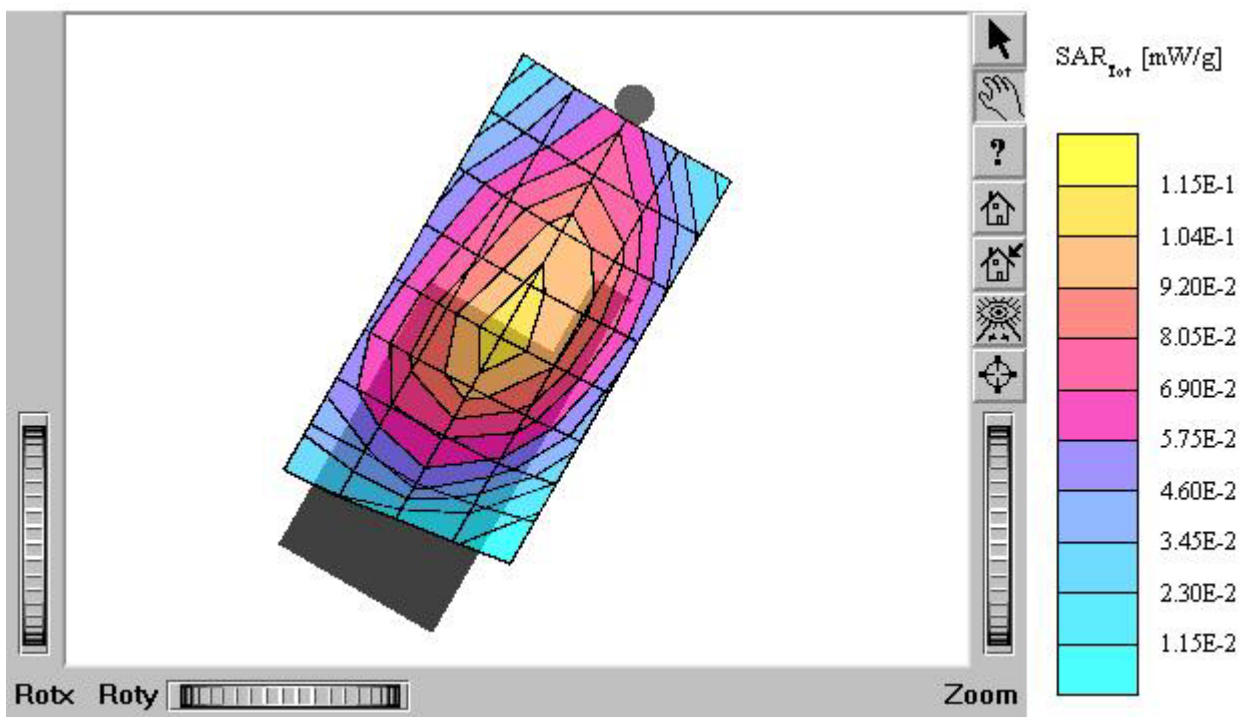 SAR_Tot [mW/g]
?
1.15E-1
1.04E-1
9.20E-2
8.05E-2
6.90E-2
5.75E-2
4.60E-2
3.45E-2
2.30E-2
1.15E-2
Rotx Roty Zoom